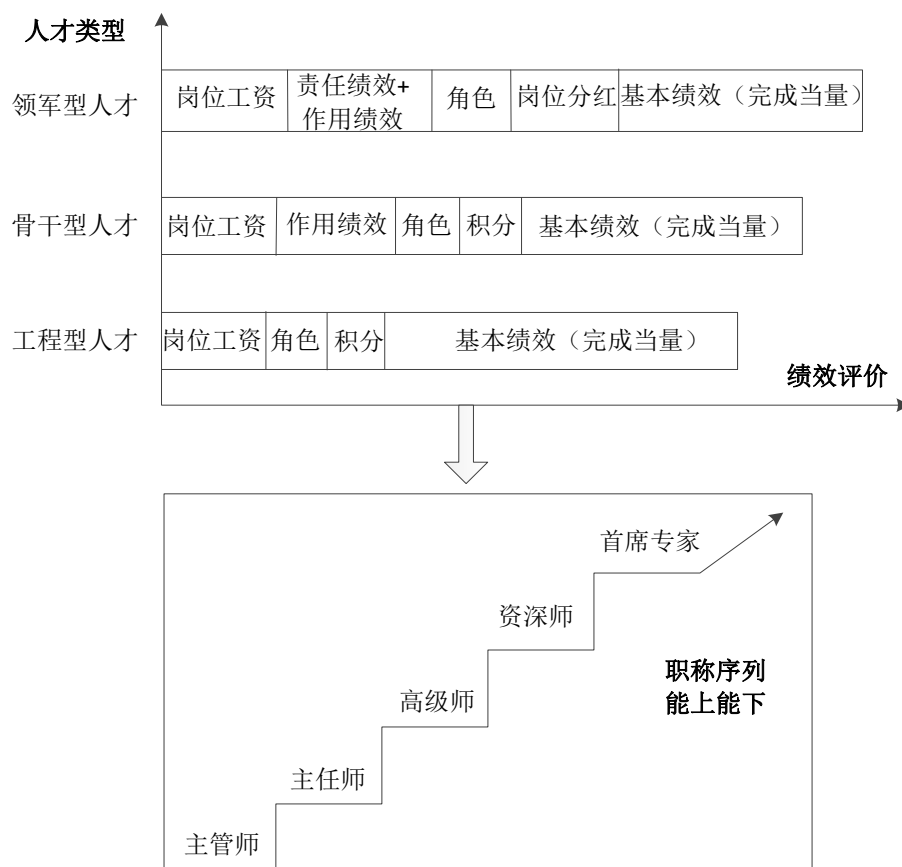 人才类型
领军型人才
岗位工资
责任绩效+
作用绩效
角色
岗位分红
基本绩效（完成当量）
骨干型人才
岗位工资
作用绩效
角色
积分
基本绩效（完成当量）
工程型人才
岗位工资
角色
积分
基本绩效（完成当量）
绩效评价
首席专家
资深师
职称序列
能上能下
高级师
主任师
主管师